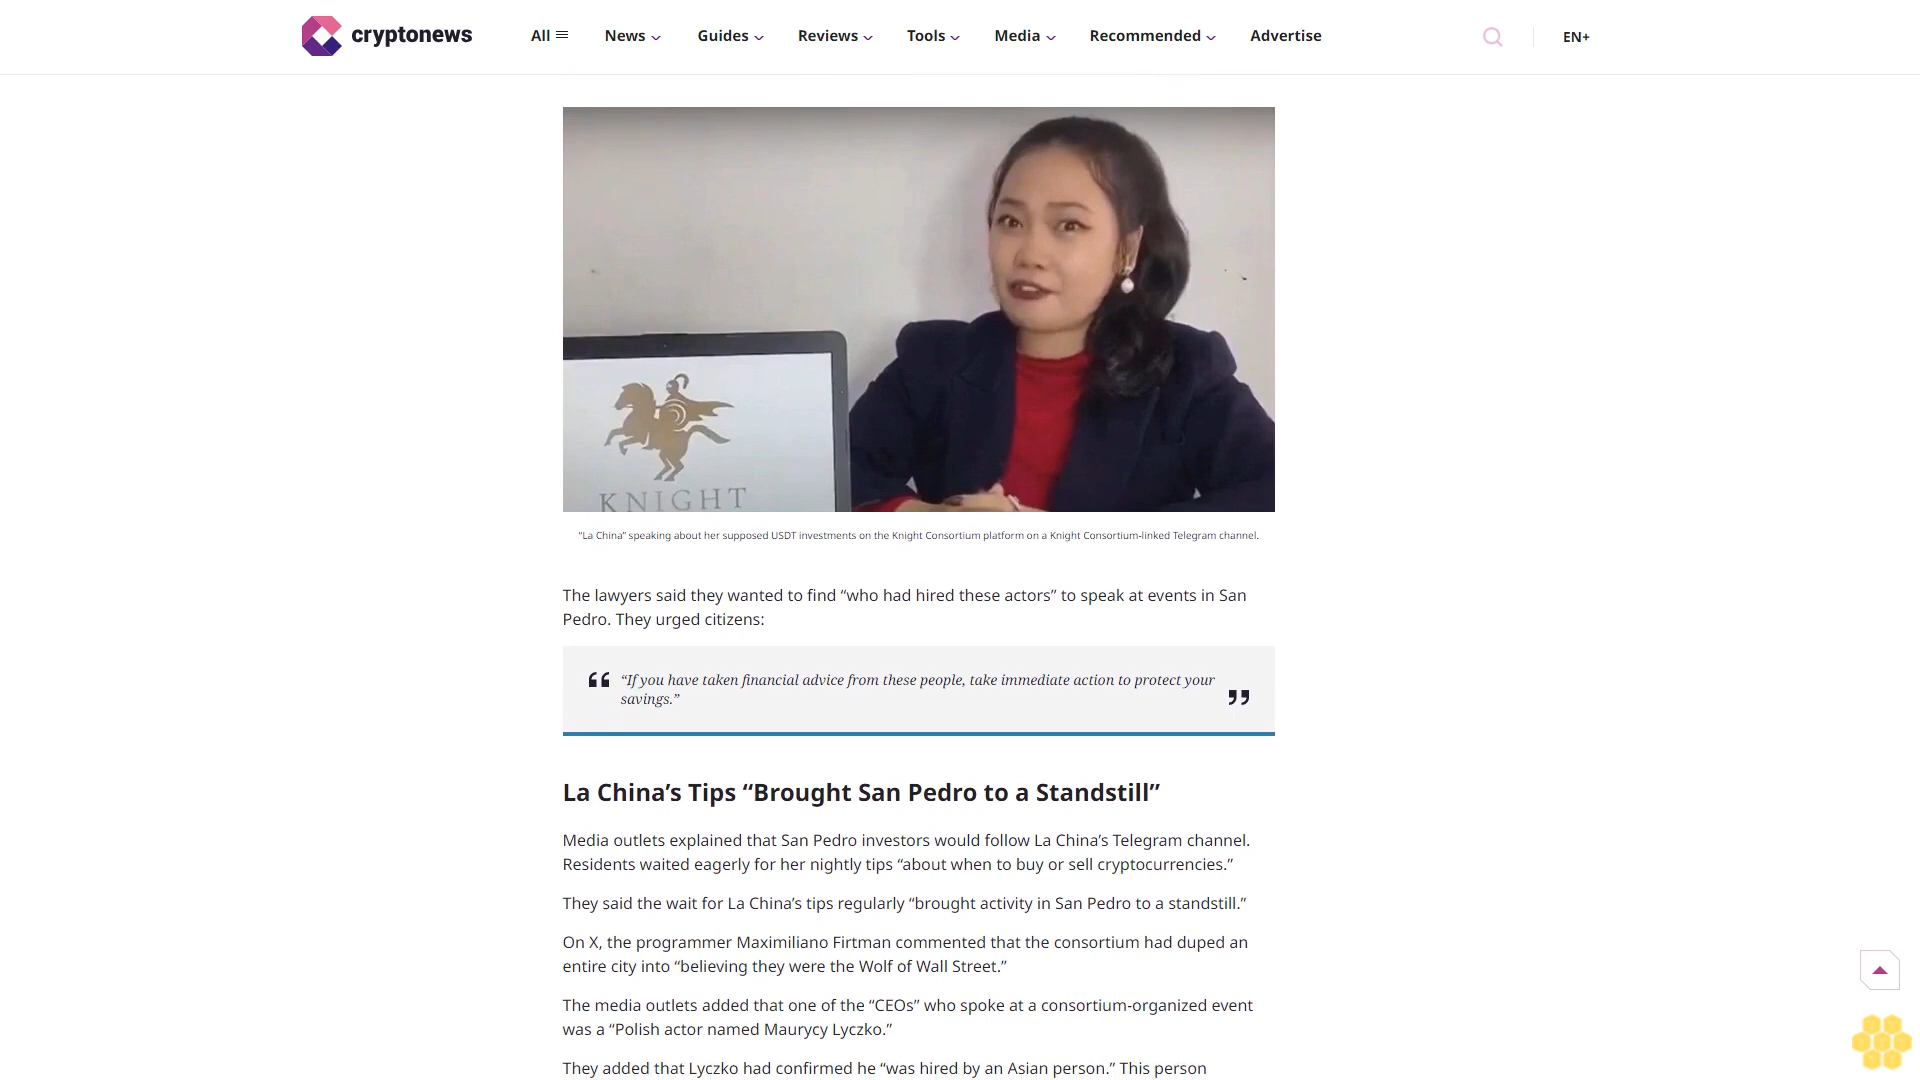 cryptonews
All
News
Guides
Reviews
Tools
Media
Recommended
Advertise
EN+
KNIGHT
“La China” speaking about her supposed USDT investments on the Knight Consortium platform on a Knight Consortium-linked Telegram channel.
The lawyers said they wanted to find “who had hired these actors” to speak at events in San
Pedro. They urged citizens:
“If you have taken financial advice from these people, take immediate action to protect your
savings.”
La China’s Tips “Brought San Pedro to a Standstill”
Media outlets explained that San Pedro investors would follow La China’s Telegram channel.
Residents waited eagerly for her nightly tips “about when to buy or sell cryptocurrencies.”
They said the wait for La China’s tips regularly “brought activity in San Pedro to a standstill.”
On X, the programmer Maximiliano Firtman commented that the consortium had duped an
entire city into “believing they were the Wolf of Wall Street.”
The media outlets added that one of the “CEOs” who spoke at a consortium-organized event
was a “Polish actor named Maurycy Lyczko.”
They added that Lyczko had confirmed he “was hired by an Asian person.” This person